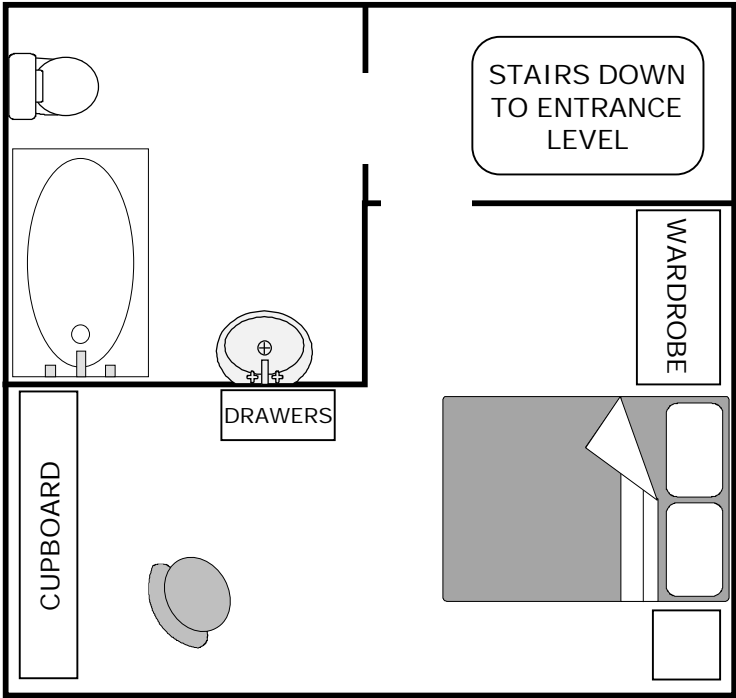 STAIRS DOWN
TO ENTRANCE
LEVEL
WARDROBE
DRAWERS
CUPBOARD